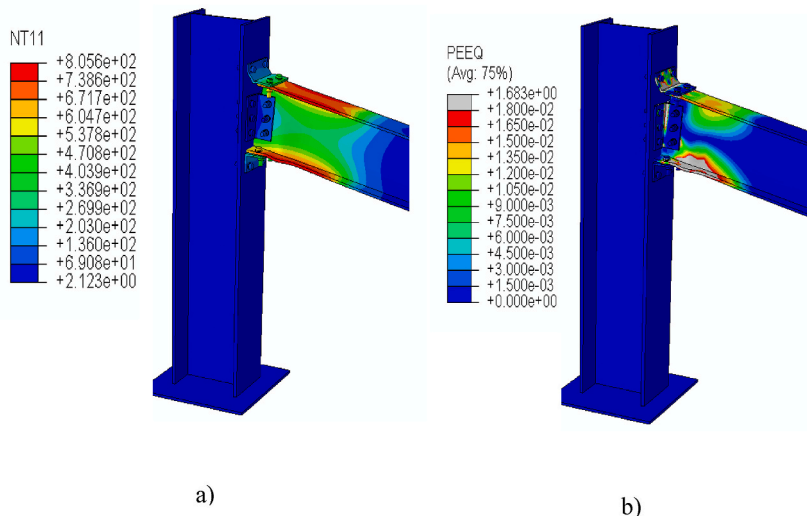 NT11
+8.056e+02
+7.386e+02
+6.717e+02
+6.047e+02
+5.378e+02
+4.708e+02
+4.039e+02
+3.369e+02
+2.699e+02
+2.030e+02
+1.360e+02
+6.908e+01
+2.123e+00
a)
PEEQ
(Avg: 75%)
+1.683e+00
+1.800e-02
+1.650e-02
+1.500e-02
+1.350e-02
+1.200e-02
+1.050e-02
+9.000e-03
+7.500e-03
+6.000e-03
+4.500e-03
+3.000e-03
+1.500e-03
+0.000e+00
b)